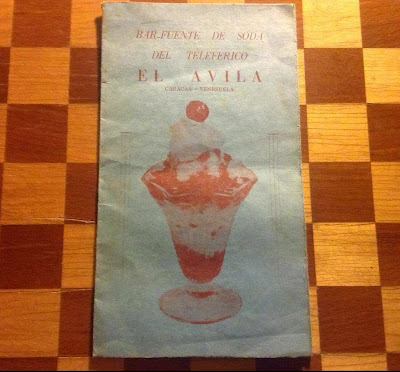 BAR-FUENTE DE SODA
DEL TELEFERICO
EL AVILA
CARACAS - VENEZUELA